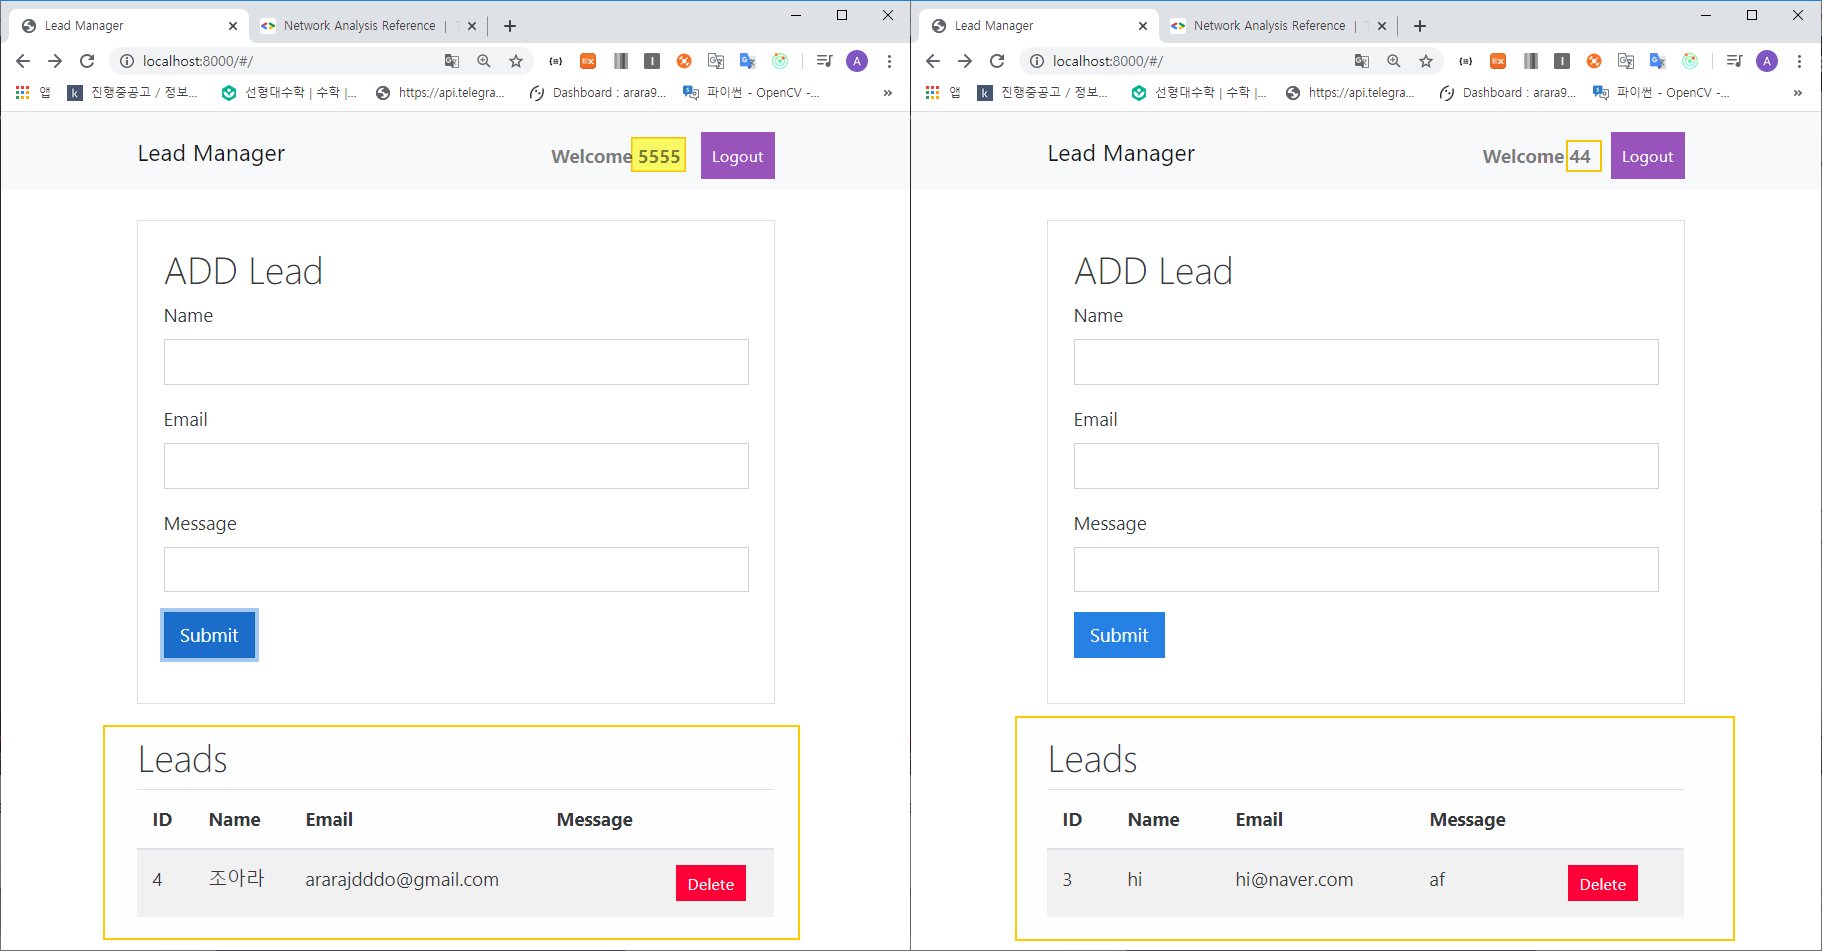 Lead Manager
Network Analysis Reference |
localhost:8000/#/
앱
진행중공고 / 정보...
선형대수학 | 수학 |...
https://api.telegra...
Dashboard : arara9...
파이썬 - OpenCV -...
Lead Manager
Welcome 5555
Logout
ADD Lead
Name
Email
Message
Submit
Leads
ID Name Email Message
4 조아라 ararajdddo@gmail.com Delete
Lead Manager
Network Analysis Reference |
localhost:8000/#/
앱
진행중공고 / 정보...
선형대수학 | 수학 |...
https://api.telegra...
Dashboard : arara9...
파이썬 - OpenCV -...
Lead Manager
Welcome 44
Logout
ADD Lead
Name
Email
Message
Submit
Leads
ID Name Email Message
3 hi hi@naver.com af Delete